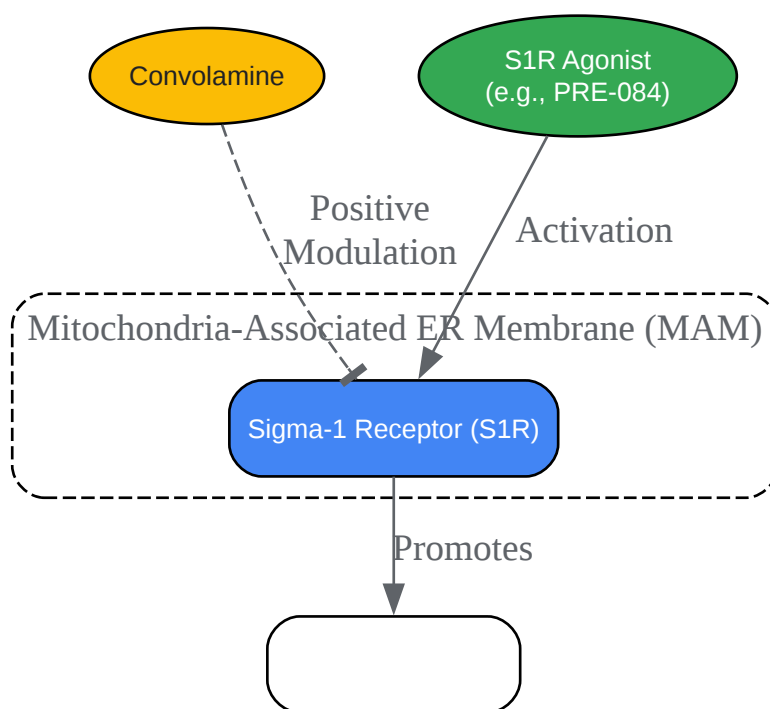 Convolamine
S1R Agonist
(e.g., PRE-084)
Positive
Modulation
Activation
Mitochondria-Associated ER Membrane (MAM)
Sigma-1 Receptor (S1R)
Promotes